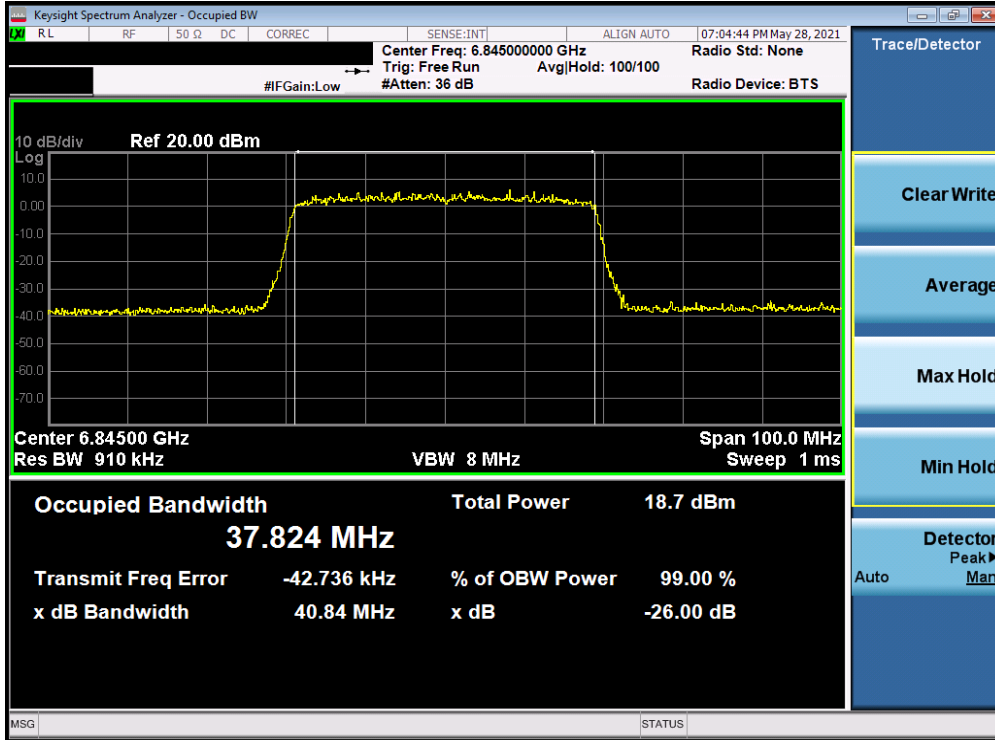 Keysight Spectrum Analyzer - Occupied BW
LXI RL RF 50 Ω DC CORREC SENSE:INT ALIGN AUTO 07:04:44 PM May 28, 2021
Center Freq: 6.845000000 GHz Radio Std: None
Trig: Free Run Avg|Hold: 100/100
#IFGain:Low #Atten: 36 dB Radio Device: BTS
10 dB/div Ref 20.00 dBm
Log
10.0
0.00
-10.0
-20.0
-30.0
-40.0
-50.0
-60.0
-70.0
Center 6.84500 GHz Span 100.0 MHz
Res BW 910 kHz VBW 8 MHz Sweep 1 ms
Occupied Bandwidth Total Power 18.7 dBm
37.824 MHz
Transmit Freq Error -42.736 kHz % of OBW Power 99.00 %
x dB Bandwidth 40.84 MHz x dB -26.00 dB
MSG STATUS
Trace/Detector
Clear Write
Average
Max Hold
Min Hold
Detector
Peak▶
Auto Man